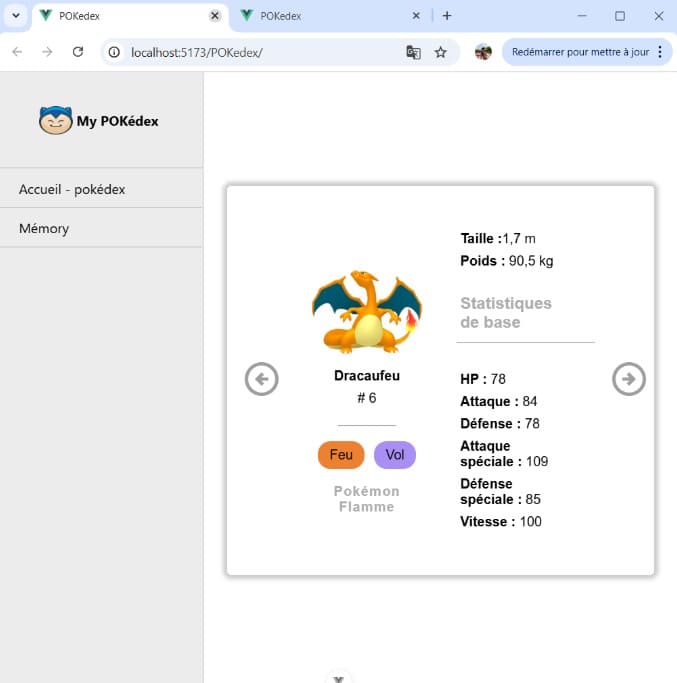 POKedex
POKedex
localhost:5173/POKedex/
Redémarrer pour mettre à jour
My POKédex
Accueil - pokédex
Mémory
Dracaufeu
# 6
Feu
Vol
Pokémon
Flamme
Taille :1,7 m
Poids : 90,5 kg
Statistiques
de base
HP : 78
Attaque : 84
Défense : 78
Attaque
spéciale : 109
Défense
spéciale : 85
Vitesse : 100